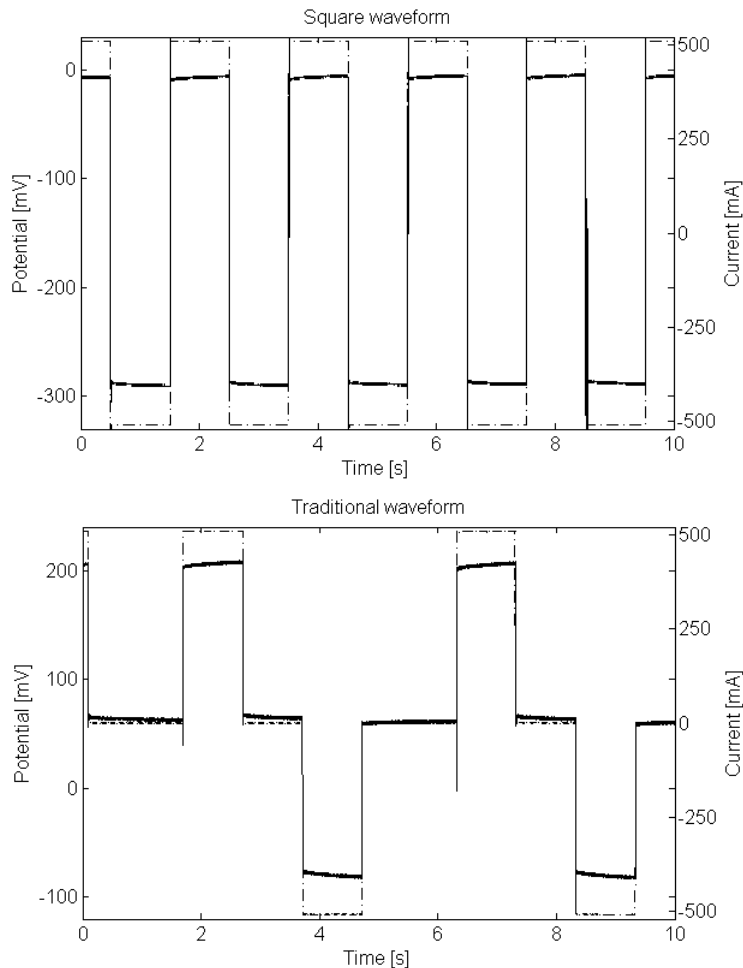 Square waveform
0
-100
-200
-300
Potential [mV]
500
250
0
-250
-500
Current [mA]
0 2 4 6 8 10
Time [s]
Traditional waveform
200
100
0
-100
Potential [mV]
500
250
0
-250
-500
Current [mA]
0 2 4 6 8 10
Time [s]